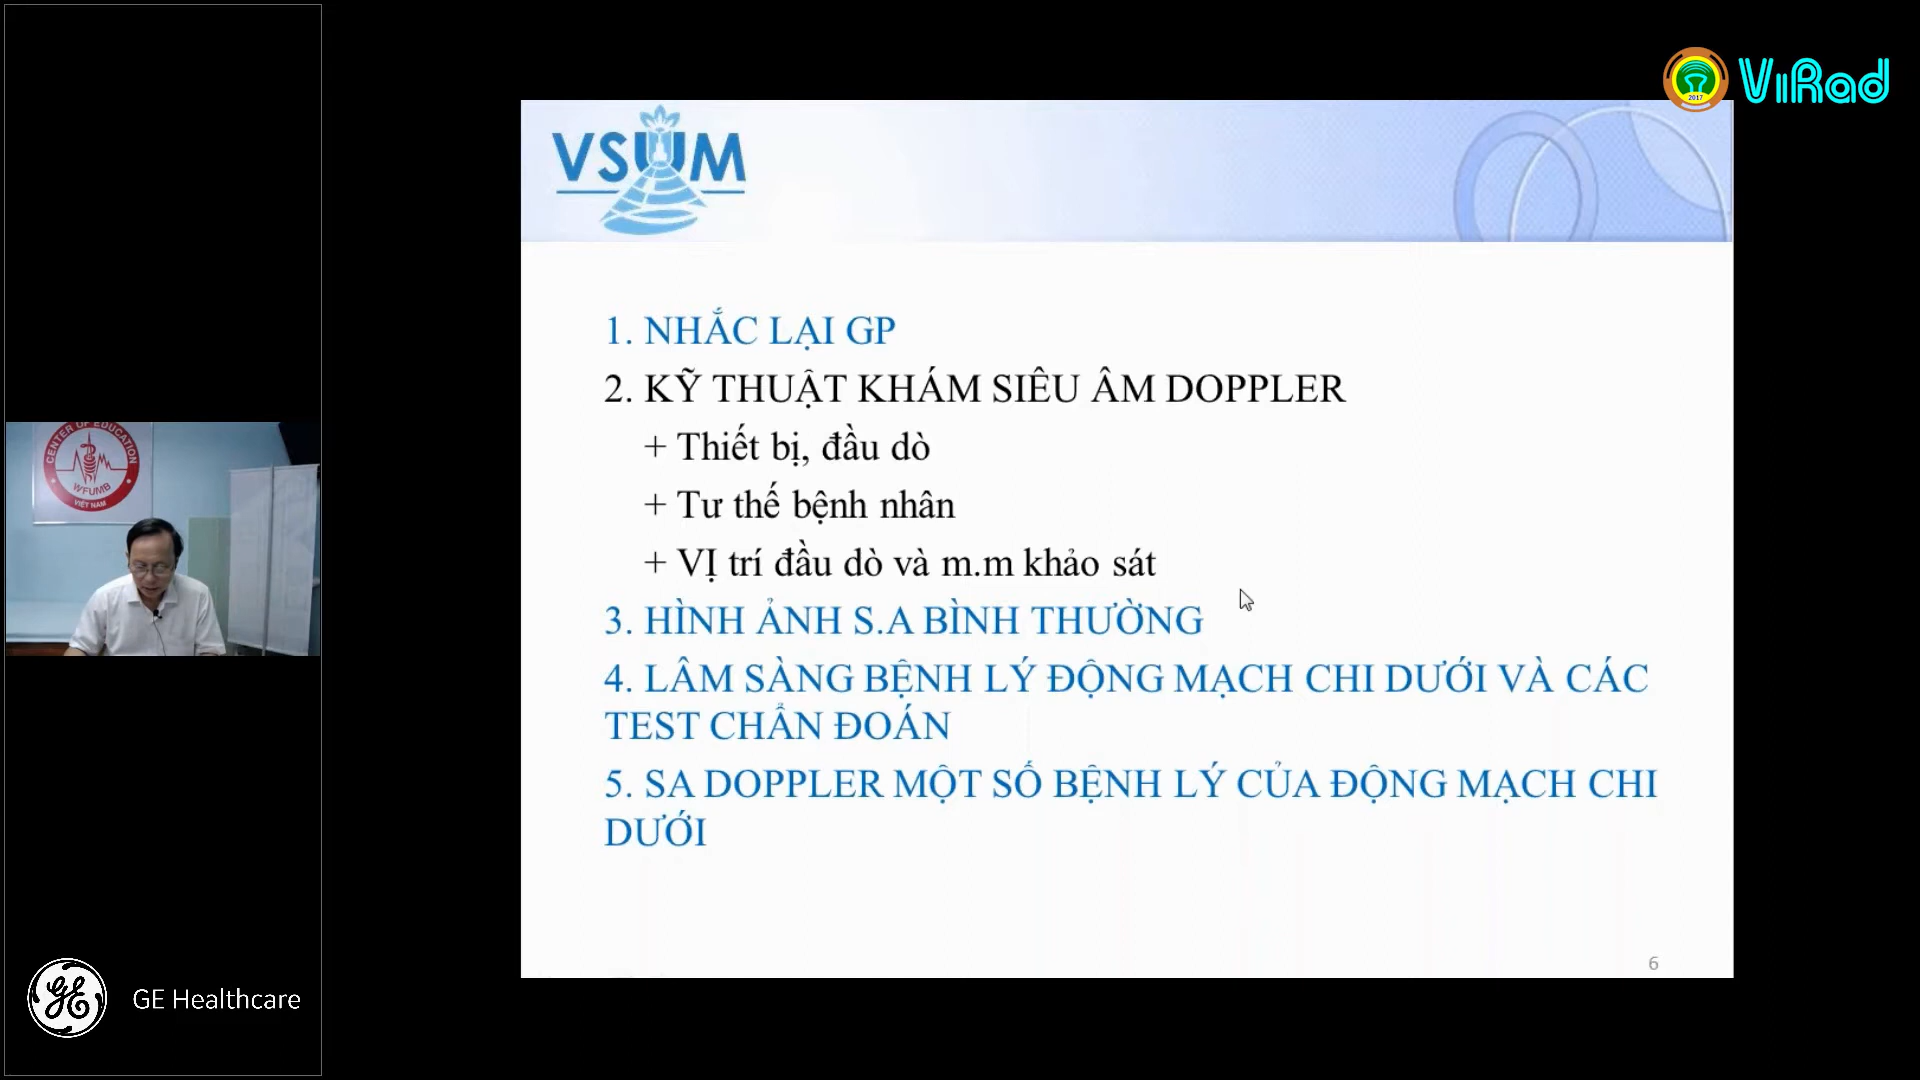 ViRad
2017
VSUM
1. NHẮC LẠI GP
2. KỸ THUẬT KHÁM SIÊU ÂM DOPPLER
+ Thiết bị, đầu dò
+ Tư thế bệnh nhân
+ VỊ trí đầu dò và m.m khảo sát
3. HÌNH ẢNH S.A BÌNH THƯỜNG
4. LÂM SÀNG BỆNH LÝ ĐỘNG MẠCH CHI DƯỚI VÀ CÁC
TEST CHẨN ĐOÁN
5. SA DOPPLER MỘT SỐ BỆNH LÝ CỦA ĐỘNG MẠCH CHI
DƯỚI
6
CENTER OF EDUCATION
WFUMB
VIỆT NAM
GE
GE Healthcare